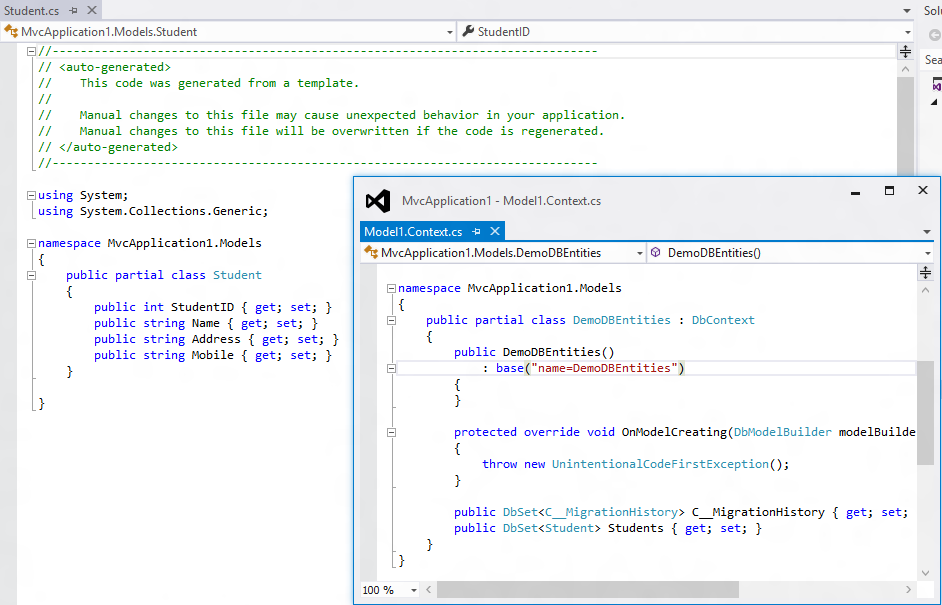 Student.cs
Solu
MvcApplication1.Models.Student
StudentID
Sea
//------------------------------------------------------------------------------
// <auto-generated>
//    This code was generated from a template.
//
//    Manual changes to this file may cause unexpected behavior in your application.
//    Manual changes to this file will be overwritten if the code is regenerated.
// </auto-generated>
//------------------------------------------------------------------------------
using System;
using System.Collections.Generic;
namespace MvcApplication1.Models
{
public partial class Student
{
public int StudentID { get; set; }
public string Name { get; set; }
public string Address { get; set; }
public string Mobile { get; set; }
}
}
MvcApplication1 - Model1.Context.cs
Model1.Context.cs
MvcApplication1.Models.DemoDBEntities
DemoDBEntities()
namespace MvcApplication1.Models
{
public partial class DemoDBEntities : DbContext
{
public DemoDBEntities()
: base("name=DemoDBEntities")
{
}
protected override void OnModelCreating(DbModelBuilder modelBuilde
{
throw new UnintentionalCodeFirstException();
}
public DbSet<C__MigrationHistory> C__MigrationHistory { get; set;
public DbSet<Student> Students { get; set; }
}
}
100 %